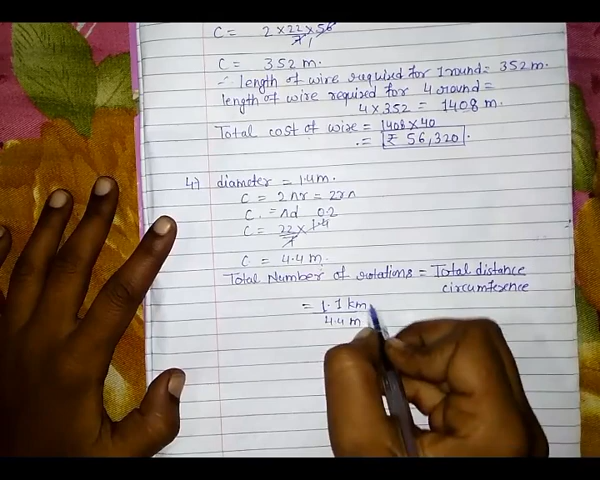 C = 2 × 22 × 56
7 1
C = 352 m.
∴ length of wire required for 1 round = 352 m.
length of wire required for 4 round =
4 × 352 = 1408 m.
Total cost of wire = 1408 × 40
= ₹ 56,320.
4) diameter = 1.4 m.
C = 2πr = 2rπ
C = πd 0.2
C = 22 × 1.4
7
C = 4.4 m.
Total Number of rotations = Total distance
circumference
= 1.1 km
4.4 m